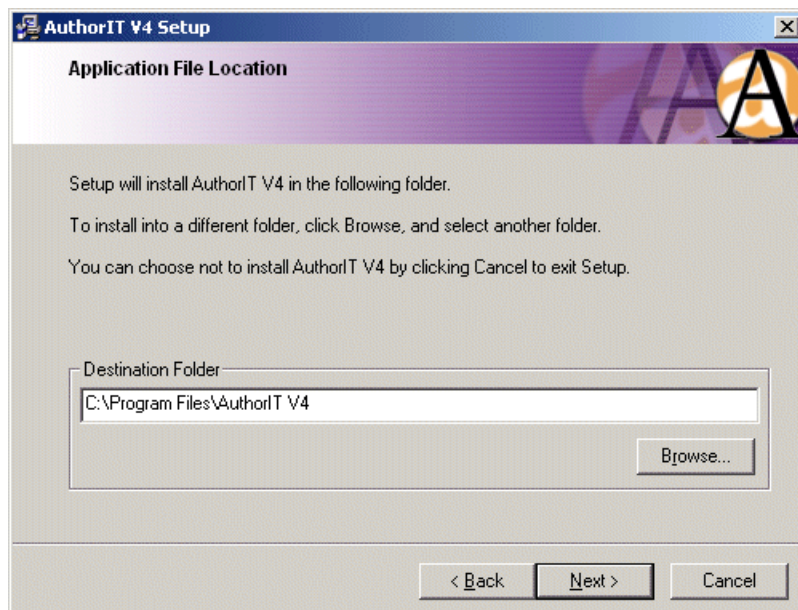 AuthorIT V4 Setup
Application File Location
Setup will install AuthorIT V4 in the following folder.
To install into a different folder, click Browse, and select another folder.
You can choose not to install AuthorIT V4 by clicking Cancel to exit Setup.
Destination Folder
C:\Program Files\AuthorIT V4
Browse...
< Back Next > Cancel